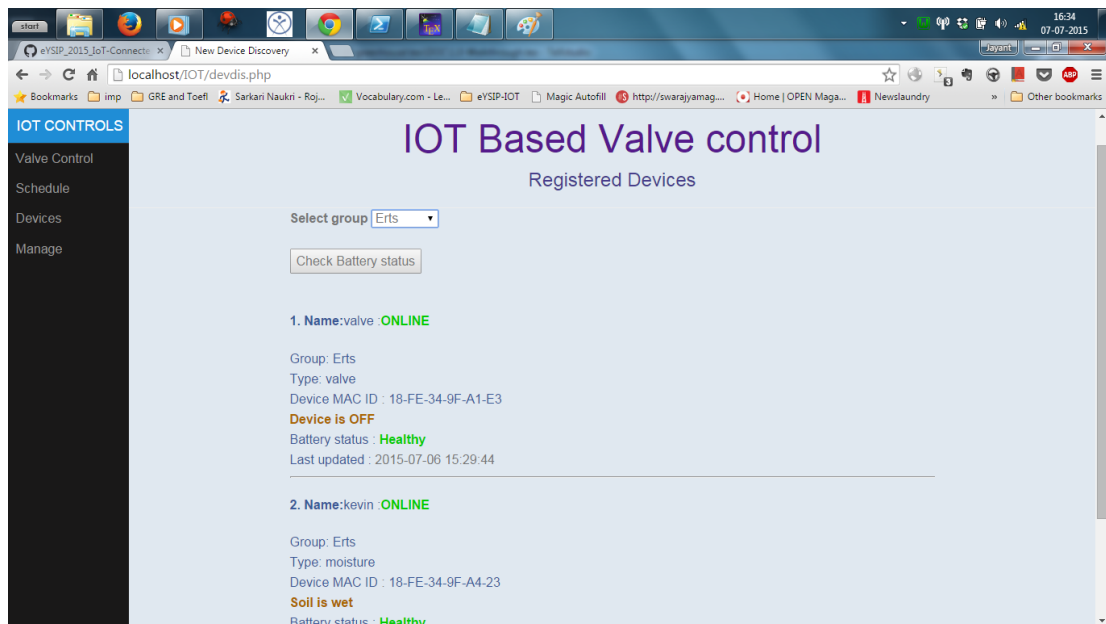 start
16:34
07-07-2015
eYSIP_2015_IoT-Connecte
New Device Discovery
Jayant
localhost/IOT/devdis.php
Bookmarks
imp
GRE and Toefl
Sarkari Naukri - Roj...
Vocabulary.com - Le...
eYSIP-IOT
Magic Autofill
http://swarajyamag....
Home | OPEN Maga...
Newslaundry
»
Other bookmarks
IOT CONTROLS
Valve Control
Schedule
Devices
Manage
IOT Based Valve control
Registered Devices
Select group Erts
Check Battery status
1. Name:valve :ONLINE
Group: Erts
Type: valve
Device MAC ID : 18-FE-34-9F-A1-E3
Device is OFF
Battery status : Healthy
Last updated : 2015-07-06 15:29:44
2. Name:kevin :ONLINE
Group: Erts
Type: moisture
Device MAC ID : 18-FE-34-9F-A4-23
Soil is wet
Battery status : Healthy